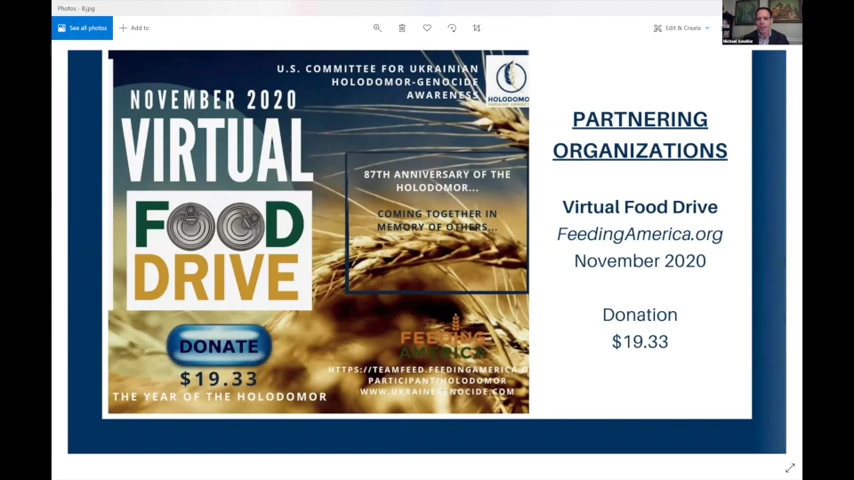 Photos - 8.jpg
See all photos
Add to
Edit & Create
U.S. COMMITTEE FOR UKRAINIAN
HOLODOMOR-GENOCIDE
AWARENESS
HOLODOMO
NOVEMBER 2020
VIRTUAL
FOOD
DRIVE
DONATE
$19.33
THE YEAR OF THE HOLODOMOR
87TH ANNIVERSARY OF THE
HOLODOMOR...
COMING TOGETHER IN
MEMORY OF OTHERS...
FEEDING
AMERICA
HTTPS://TEAMFEED.FEEDINGAMERICA.O
PARTICIPANT/HOLODOMOR
WWW.UKRAINEGENOCIDE.COM
PARTNERING
ORGANIZATIONS
Virtual Food Drive
FeedingAmerica.org
November 2020
Donation
$19.33